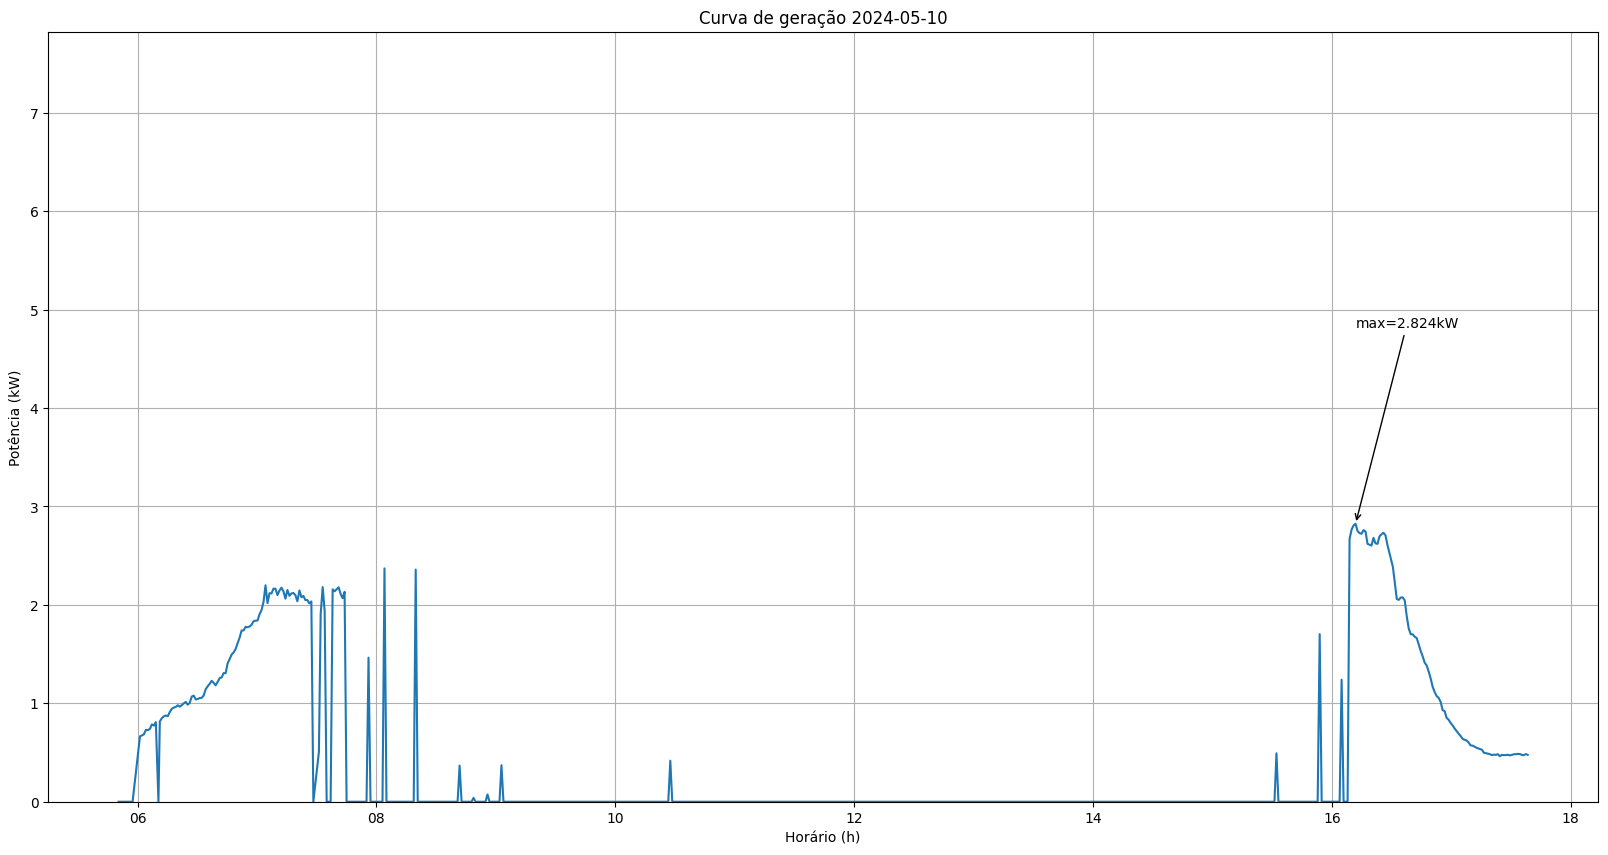 Curva de geração 2024-05-10
7
6
5
max=2.824kW
4
3
2
1
0
Potência (kW)
06 08 10 12 14 16 18
Horário (h)